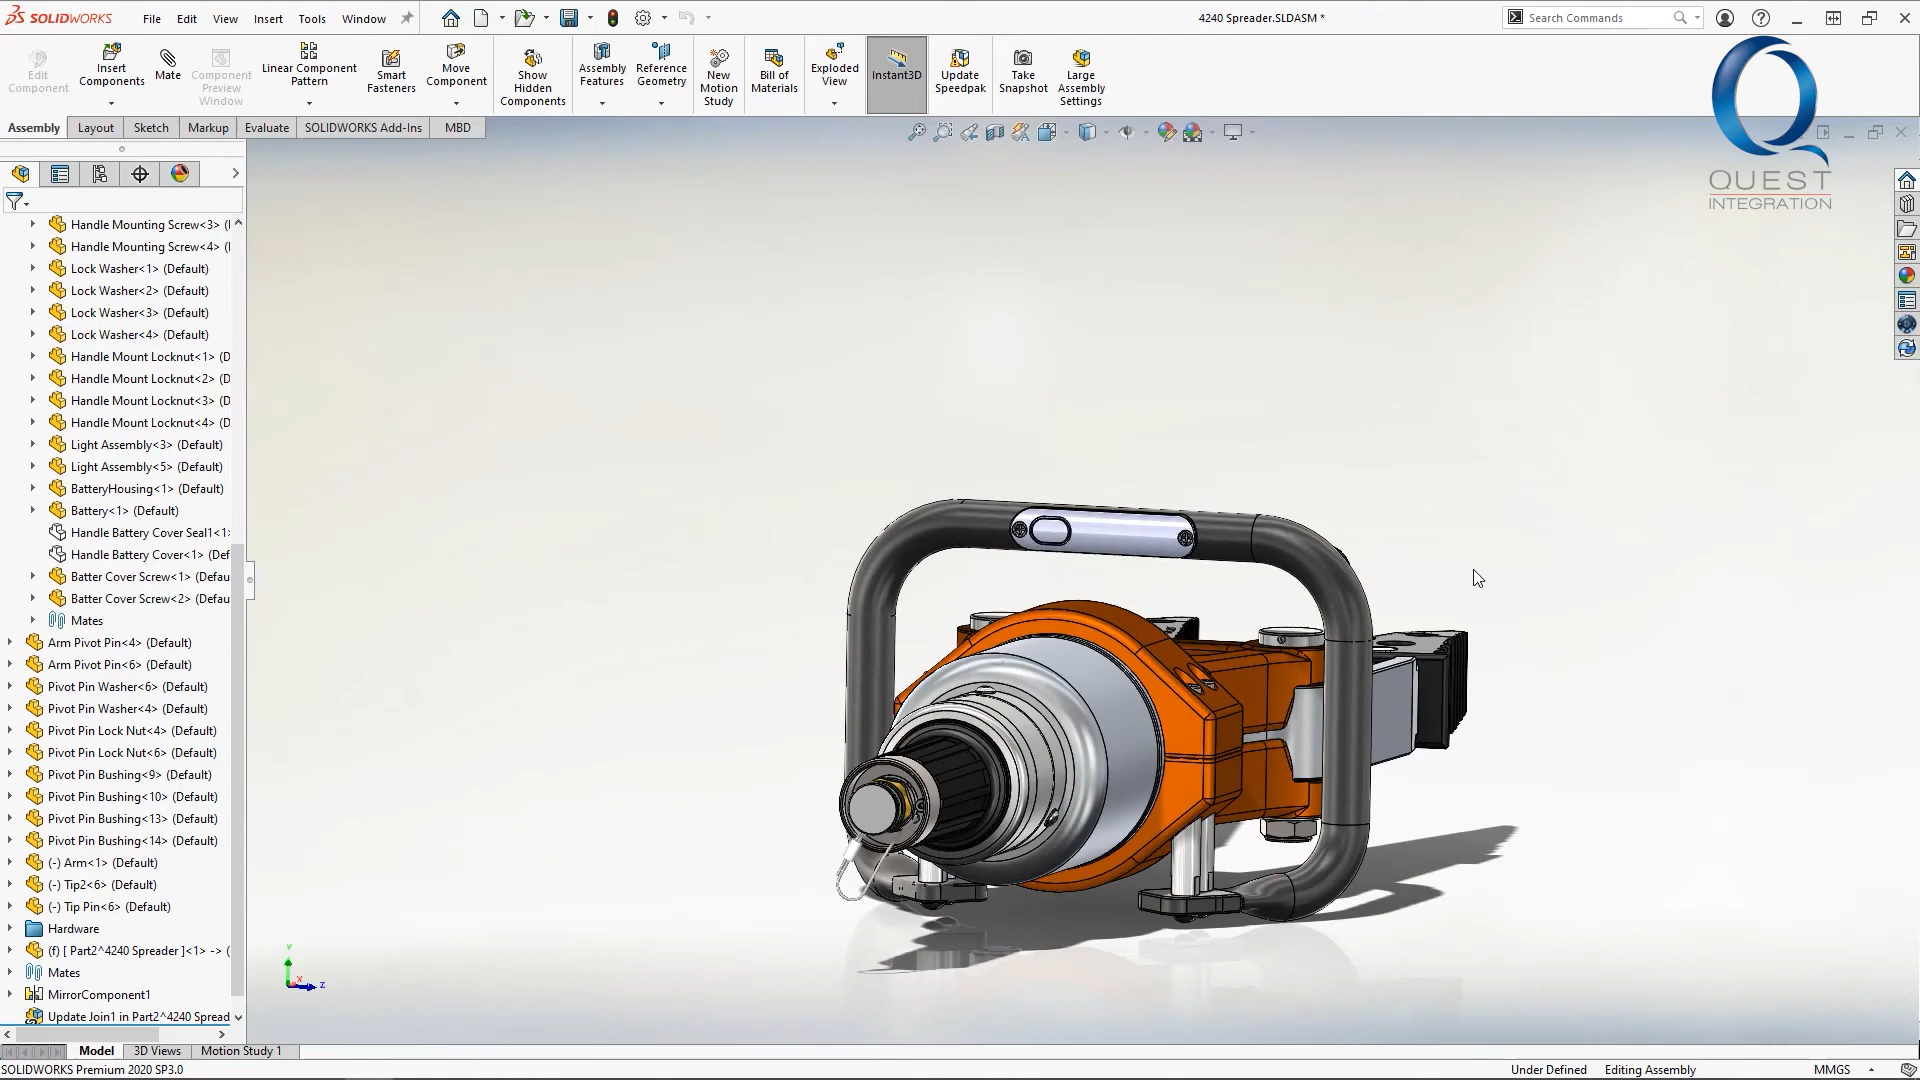 SOLIDWORKS File Edit View Insert Tools Window 4240 Spreader.SLDASM * Search Commands
Edit Component
Insert Components
Mate
Component Preview Window
Linear Component Pattern
Smart Fasteners
Move Component
Show Hidden Components
Assembly Features
Reference Geometry
New Motion Study
Bill of Materials
Exploded View
Instant3D
Update Speedpak
Take Snapshot
Large Assembly Settings
Assembly Layout Sketch Markup Evaluate SOLIDWORKS Add-Ins MBD
QUEST
INTEGRATION
Handle Mounting Screw<3> (
Handle Mounting Screw<4> (
Lock Washer<1> (Default)
Lock Washer<2> (Default)
Lock Washer<3> (Default)
Lock Washer<4> (Default)
Handle Mount Locknut<1> (D
Handle Mount Locknut<2> (D
Handle Mount Locknut<3> (D
Handle Mount Locknut<4> (D
Light Assembly<3> (Default)
Light Assembly<5> (Default)
BatteryHousing<1> (Default)
Battery<1> (Default)
Handle Battery Cover Seal1<1>
Handle Battery Cover<1> (Def
Batter Cover Screw<1> (Defau
Batter Cover Screw<2> (Defau
Mates
Arm Pivot Pin<4> (Default)
Arm Pivot Pin<6> (Default)
Pivot Pin Washer<6> (Default)
Pivot Pin Washer<4> (Default)
Pivot Pin Lock Nut<4> (Default)
Pivot Pin Lock Nut<6> (Default)
Pivot Pin Bushing<9> (Default)
Pivot Pin Bushing<10> (Default)
Pivot Pin Bushing<13> (Default)
Pivot Pin Bushing<14> (Default)
(-) Arm<1> (Default)
(-) Tip2<6> (Default)
(-) Tip Pin<6> (Default)
Hardware
(f) [ Part2^4240 Spreader ]<1> -> (
Mates
MirrorComponent1
Update Join1 in Part2^4240 Spread
Y
X
Z
Model 3D Views Motion Study 1
SOLIDWORKS Premium 2020 SP3.0 Under Defined Editing Assembly MMGS